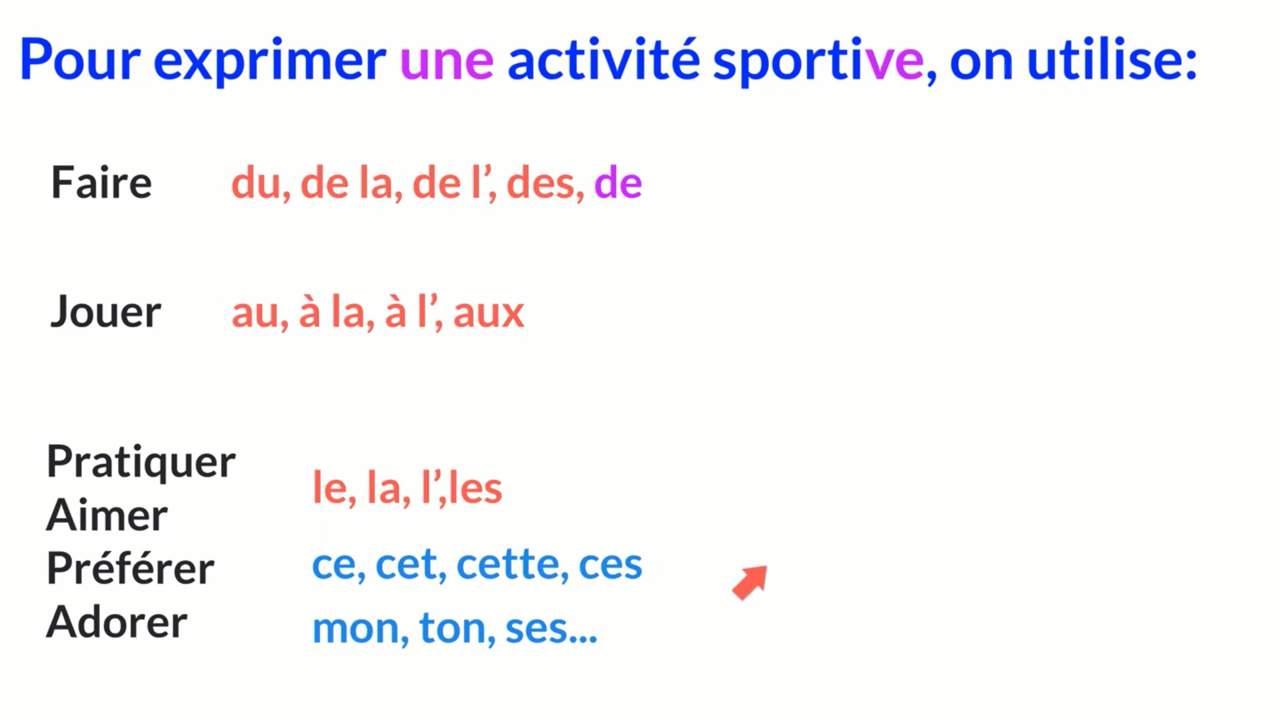 Pour exprimer une activité sportive, on utilise:
Faire du, de la, de l’, des, de
Jouer au, à la, à l’, aux
Pratiquer
Aimer
Préférer
Adorer
le, la, l’,les
ce, cet, cette, ces
mon, ton, ses...